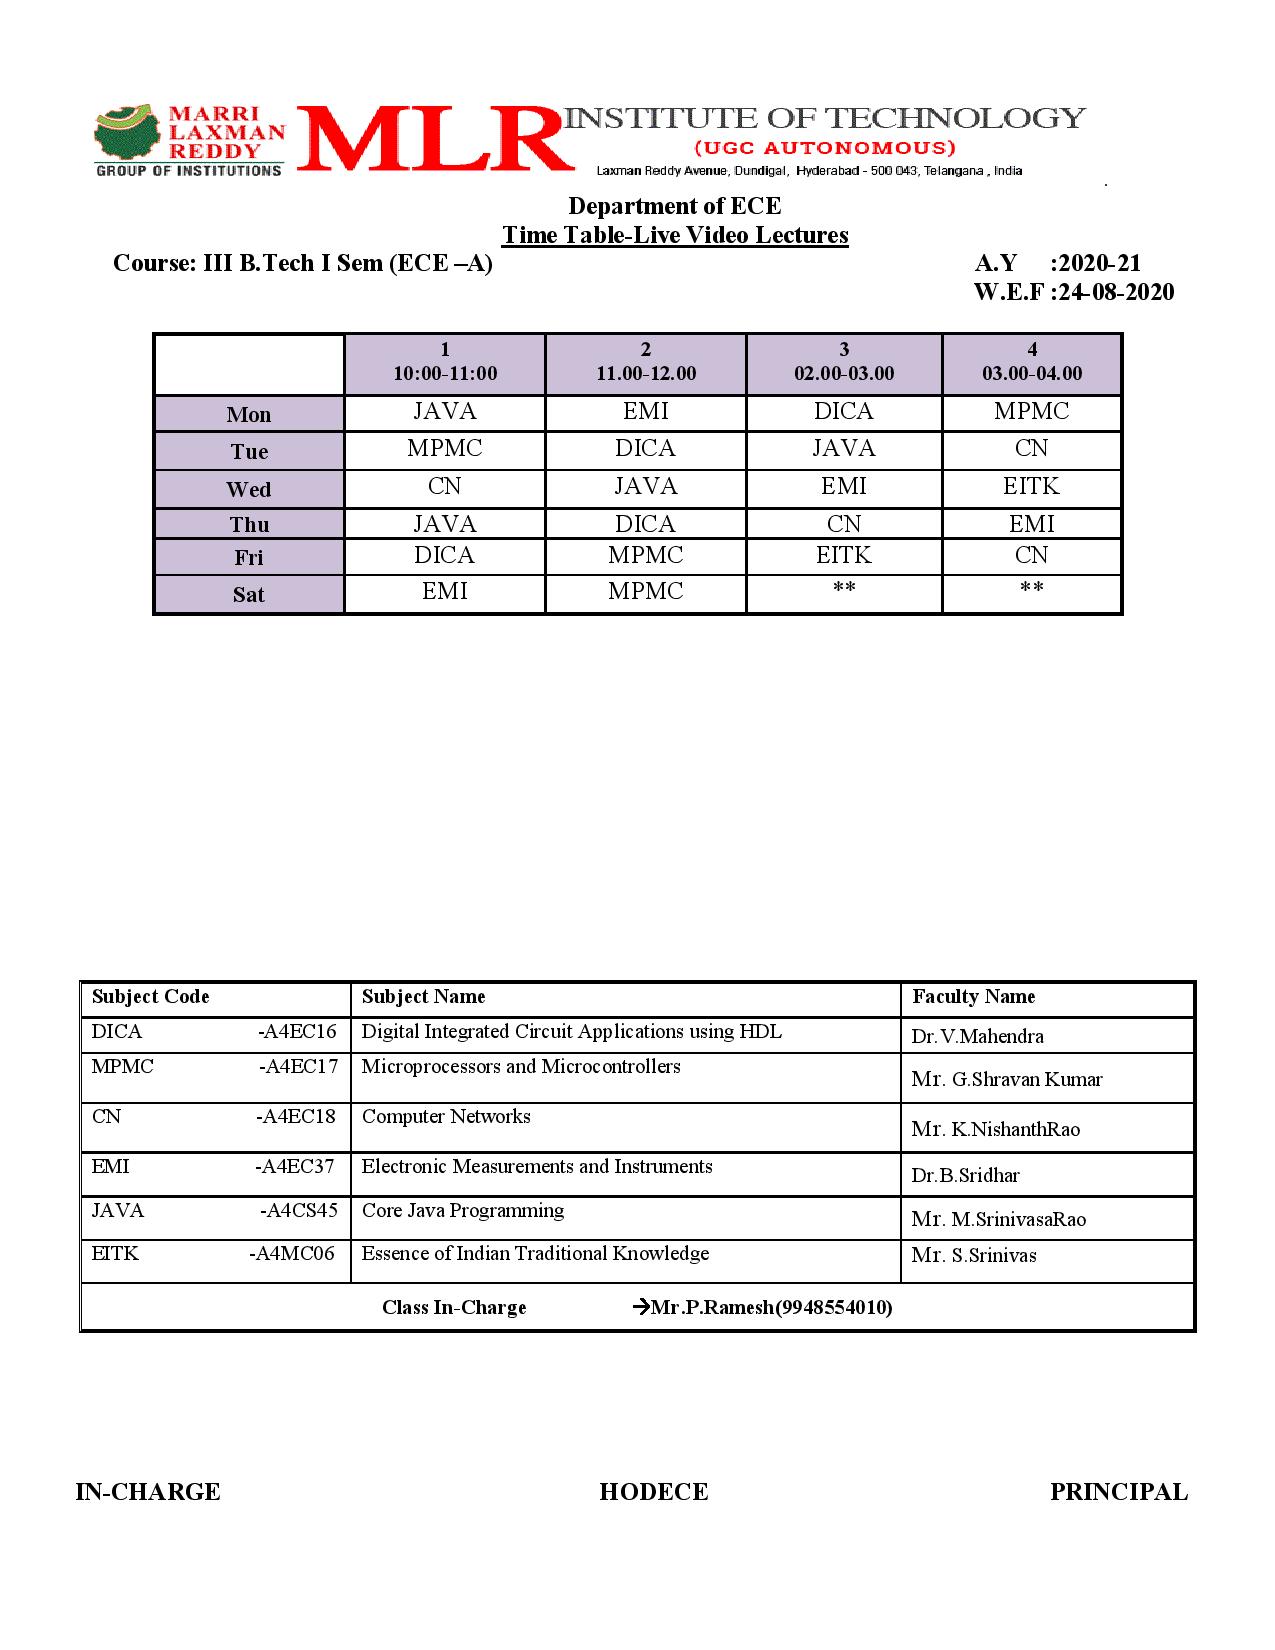 MARRI
LAXMAN
REDDY
GROUP OF INSTITUTIONS
MLR INSTITUTE OF TECHNOLOGY
(UGC AUTONOMOUS)
Laxman Reddy Avenue, Dundigal, Hyderabad - 500 043, Telangana , India
.
Department of ECE
Time Table-Live Video Lectures
Course: III B.Tech I Sem (ECE –A) A.Y :2020-21
W.E.F :24-08-2020
1 2 3 4
10:00-11:00 11.00-12.00 02.00-03.00 03.00-04.00
Mon JAVA EMI DICA MPMC
Tue MPMC DICA JAVA CN
Wed CN JAVA EMI EITK
Thu JAVA DICA CN EMI
Fri DICA MPMC EITK CN
Sat EMI MPMC ** **
Subject Code Subject Name Faculty Name
DICA -A4EC16 Digital Integrated Circuit Applications using HDL Dr.V.Mahendra
MPMC -A4EC17 Microprocessors and Microcontrollers Mr. G.Shravan Kumar
CN -A4EC18 Computer Networks Mr. K.NishanthRao
EMI -A4EC37 Electronic Measurements and Instruments Dr.B.Sridhar
JAVA -A4CS45 Core Java Programming Mr. M.SrinivasaRao
EITK -A4MC06 Essence of Indian Traditional Knowledge Mr. S.Srinivas
Class In-Charge →Mr.P.Ramesh(9948554010)
IN-CHARGE HODECE PRINCIPAL